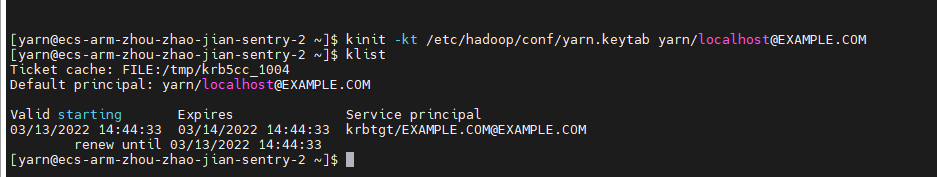 [yarn@ecs-arm-zhou-zhao-jian-sentry-2 ~]$ kinit -kt /etc/hadoop/conf/yarn.keytab yarn/localhost@EXAMPLE.COM
[yarn@ecs-arm-zhou-zhao-jian-sentry-2 ~]$ klist
Ticket cache: FILE:/tmp/krb5cc_1004
Default principal: yarn/localhost@EXAMPLE.COM
Valid starting       Expires              Service principal
03/13/2022 14:44:33  03/14/2022 14:44:33  krbtgt/EXAMPLE.COM@EXAMPLE.COM
        renew until 03/13/2022 14:44:33
[yarn@ecs-arm-zhou-zhao-jian-sentry-2 ~]$